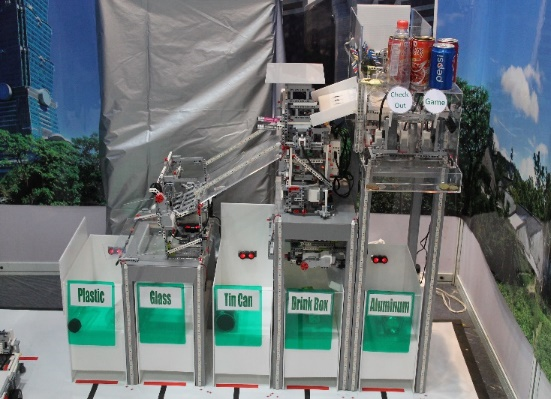 pepsi
Check
Out
Game
Plastic
Glass
Tin Can
Drink Box
Aluminum